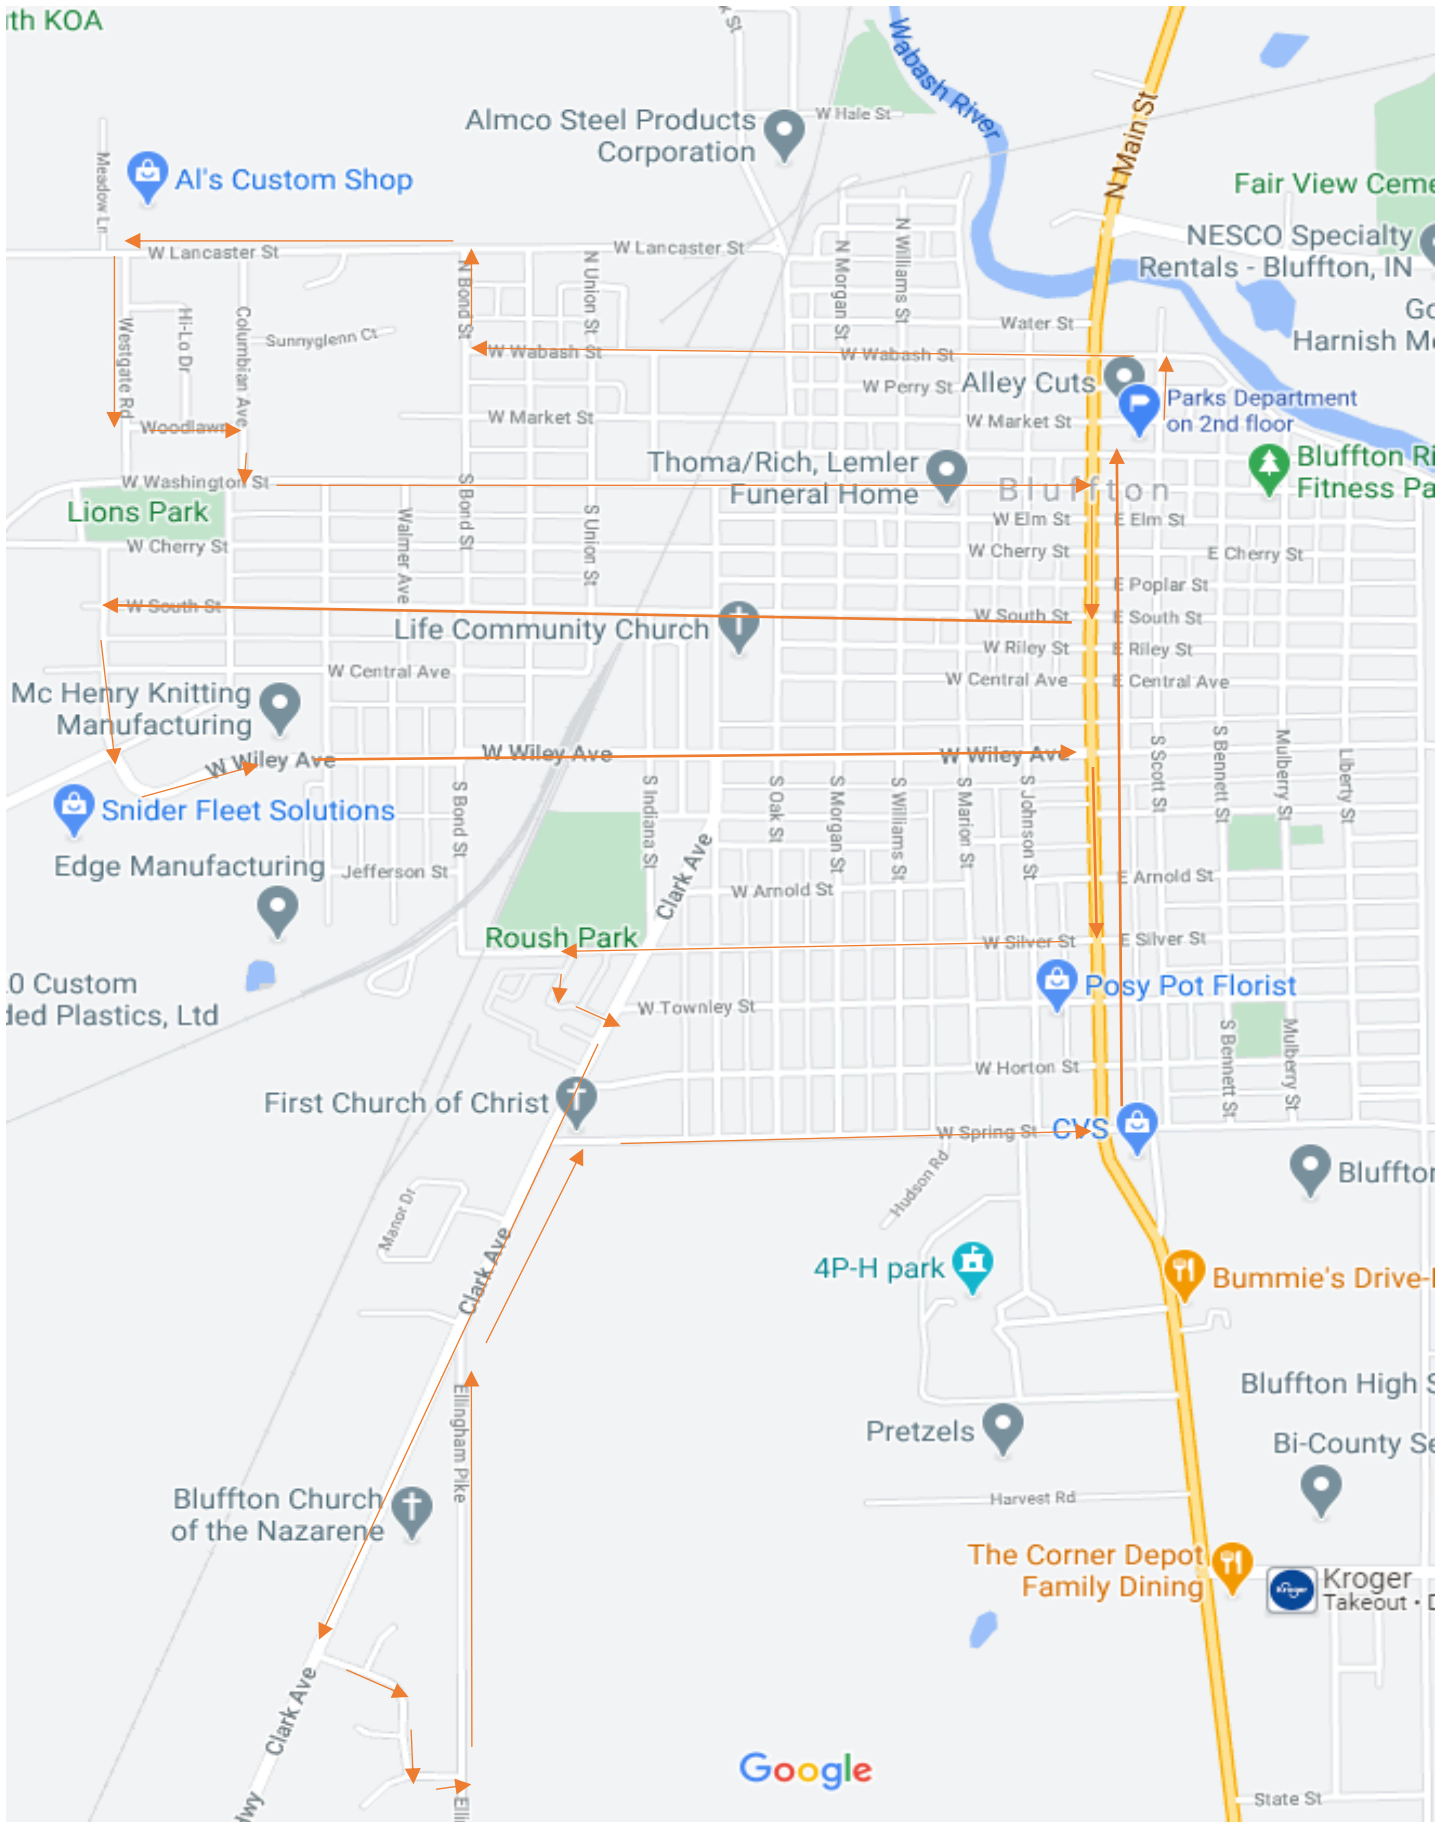 ith KOA
Wabash River
W Hale St
Almco Steel Products
Corporation
N Main St
Meadow Ln
Al's Custom Shop
Fair View Ceme
N Williams St
NESCO Specialty
Rentals - Bluffton, IN
W Lancaster St
W Lancaster St
N Bond St
N Union St
N Morgan St
Go
Harnish Mo
Westgate Rd
Hi-Lo Dr
Columbian Ave
Sunnyglenn Ct
Water St
W Wabash St
W Wabash St
W Perry St
Alley Cuts
Parks Department
on 2nd floor
W Market St
W Market St
Woodlawn
Thoma/Rich, Lemler
Funeral Home
Bluffton Ri
Fitness Pa
W Washington St
Bluffton
Lions Park
Walmer Ave
S Bond St
S Union St
W Elm St
E Elm St
W Cherry St
W Cherry St
E Cherry St
E Poplar St
W South St
W South St
E South St
Life Community Church
W Riley St
E Riley St
W Central Ave
W Central Ave
E Central Ave
Mc Henry Knitting
Manufacturing
W Wiley Ave
W Wiley Ave
W Wiley Ave
S Scott St
S Bennett St
Mulberry St
Liberty St
Snider Fleet Solutions
S Bond St
S Indiana St
S Oak St
S Morgan St
S Williams St
S Marion St
S Johnson St
Edge Manufacturing
Jefferson St
Clark Ave
W Arnold St
E Arnold St
Roush Park
W Silver St
E Silver St
.0 Custom
ded Plastics, Ltd
Posy Pot Florist
W Townley St
S Bennett St
Mulberry St
W Horton St
First Church of Christ
W Spring St
CVS
Hudson Rd
Bluffton
Manor Dr
Clark Ave
4P-H park
Bummie's Drive-I
Ellingham Pike
Bluffton High S
Pretzels
Bi-County Se
Bluffton Church
of the Nazarene
Harvest Rd
The Corner Depot
Family Dining
Kroger
Kroger
Takeout • D
Clark Ave
Google
State St
Elli
Hwy